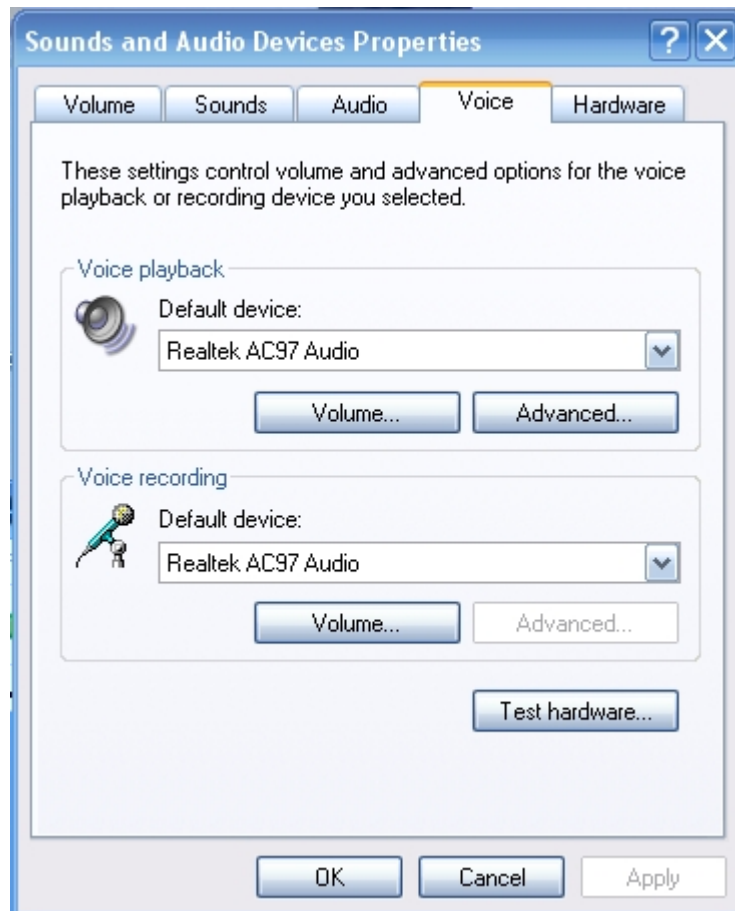 Sounds and Audio Devices Properties
Volume Sounds Audio Voice Hardware
These settings control volume and advanced options for the voice
playback or recording device you selected.
Voice playback
Default device:
Realtek AC97 Audio
Volume... Advanced...
Voice recording
Default device:
Realtek AC97 Audio
Volume... Advanced...
Test hardware...
OK Cancel Apply